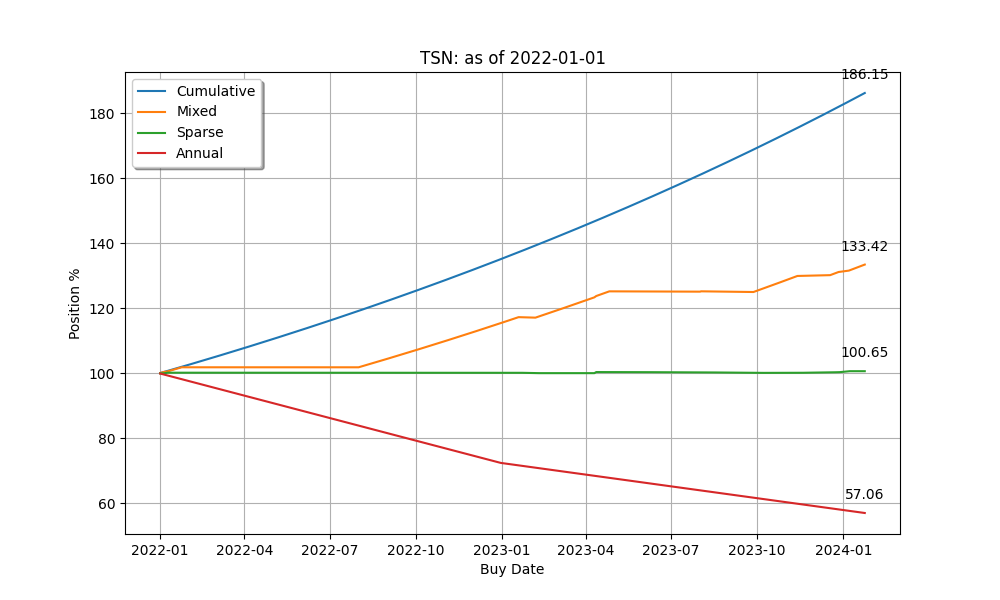 TSN: as of 2022-01-01
Cumulative
Mixed
Sparse
Annual
186.15
133.42
100.65
57.06
180
160
140
120
100
80
60
Position %
2022-01 2022-04 2022-07 2022-10 2023-01 2023-04 2023-07 2023-10 2024-01
Buy Date